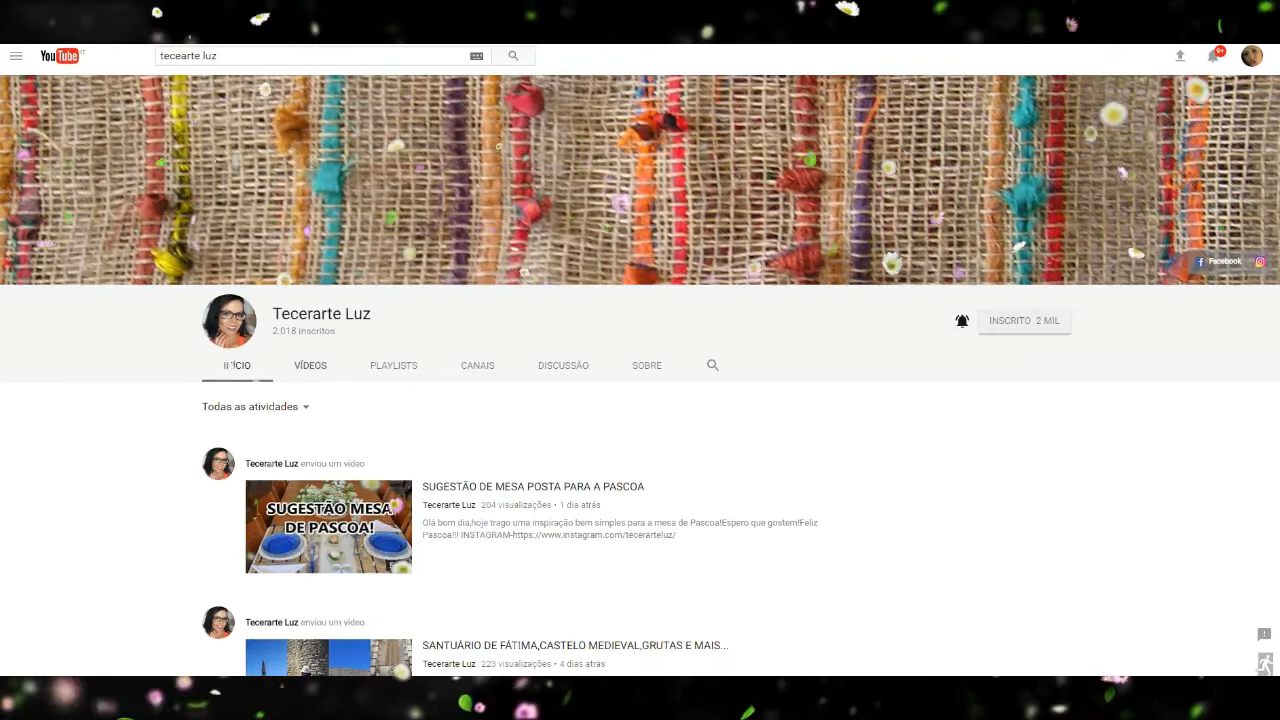 YouTube PT
tecearte luz
9+
Facebook
Tecerarte Luz
2.018 inscritos
INSCRITO 2 MIL
INÍCIO VÍDEOS PLAYLISTS CANAIS DISCUSSÃO SOBRE
Todas as atividades
Tecerarte Luz enviou um vídeo
SUGESTÃO MESA
DE PASCOA!
SUGESTÃO DE MESA POSTA PARA A PASCOA
Tecerarte Luz 204 visualizações • 1 dia atrás
Olá bom dia,hoje trago uma inspiração bem simples para a mesa de Pascoa!Espero que gostem!Feliz
Pascoa!!! INSTAGRAM-https://www.instagram.com/tecerarteluz/
Tecerarte Luz enviou um vídeo
SANTUÁRIO DE FÁTIMA,CASTELO MEDIEVAL,GRUTAS E MAIS...
Tecerarte Luz 223 visualizações • 4 dias atrás